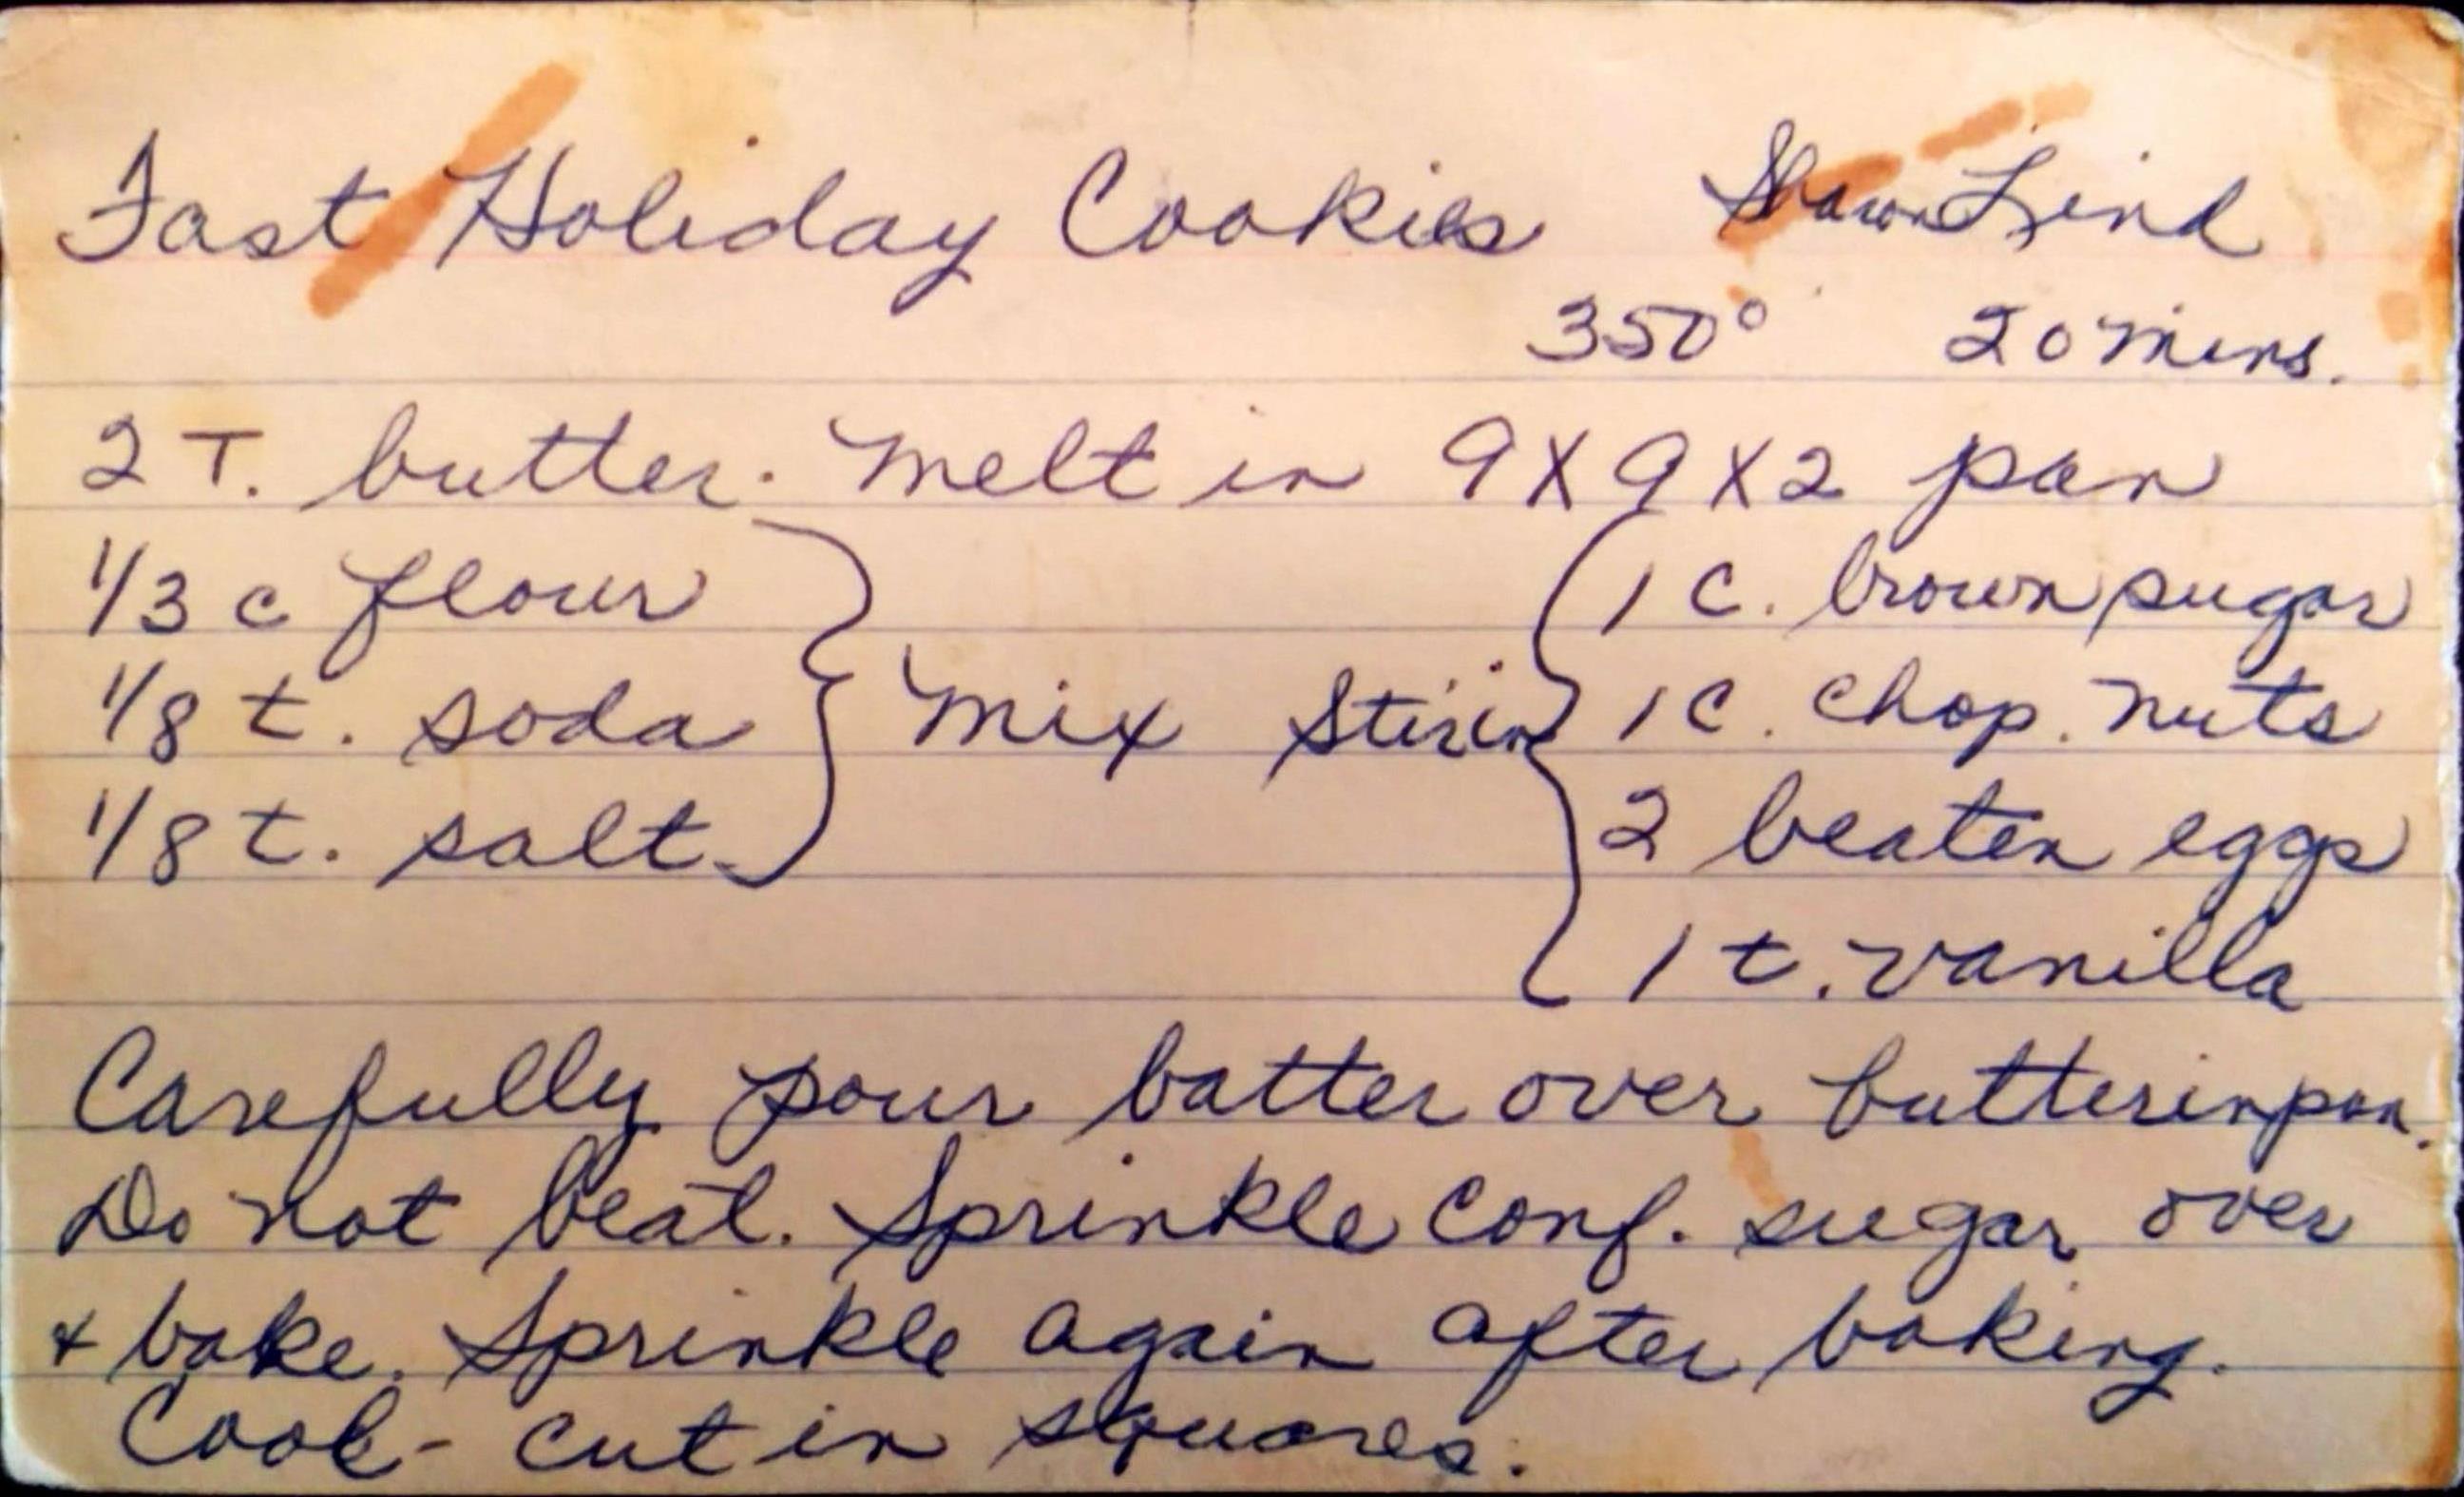 Fast Holiday Cookies Shawn Lind
350° 20 mins.
2 T. butter. Melt in 9X9X2 pan
1/3 c flour 1 c. brown sugar
1/8 t. soda Mix Stir in 1 c. chop. nuts
1/8 t. salt 2 beaten eggs
1 t. vanilla
Carefully pour batter over butter in pan.
Do not beat. Sprinkle conf. sugar over
+ bake. Sprinkle again after baking.
Cool - cut in squares.